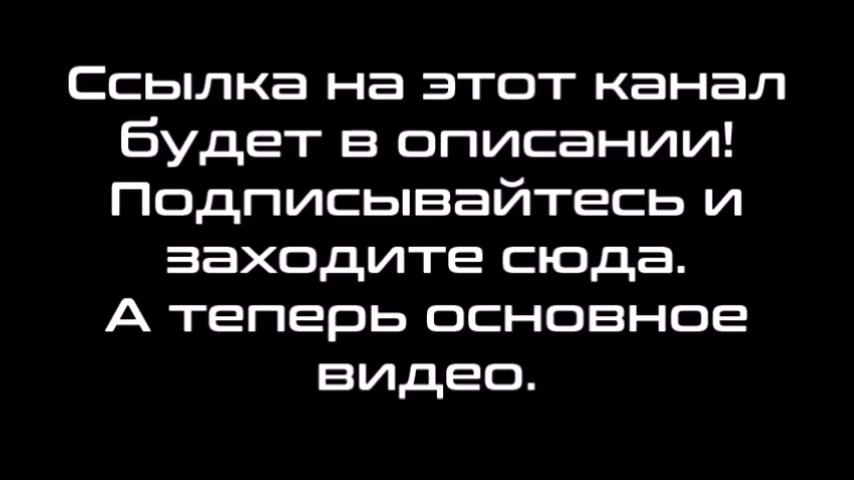 Ссылка на этот канал
будет в описании!
Подписывайтесь и
заходите сюда.
А теперь основное
видео.